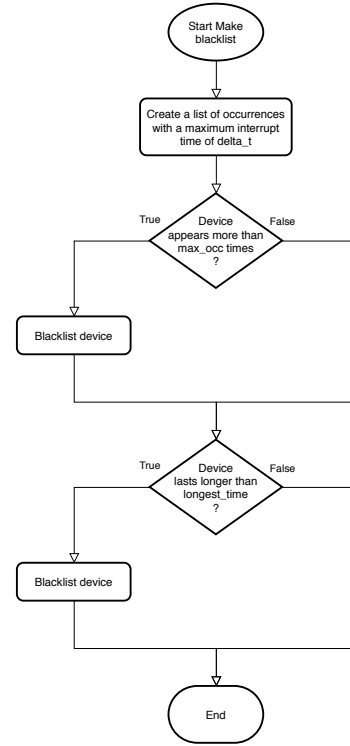 Start Make
blacklist
Create a list of occurrences
with a maximum interrupt
time of delta_t
True
Device
appears more than
max_occ times
?
False
Blacklist device
True
Device
lasts longer than
longest_time
?
False
Blacklist device
End